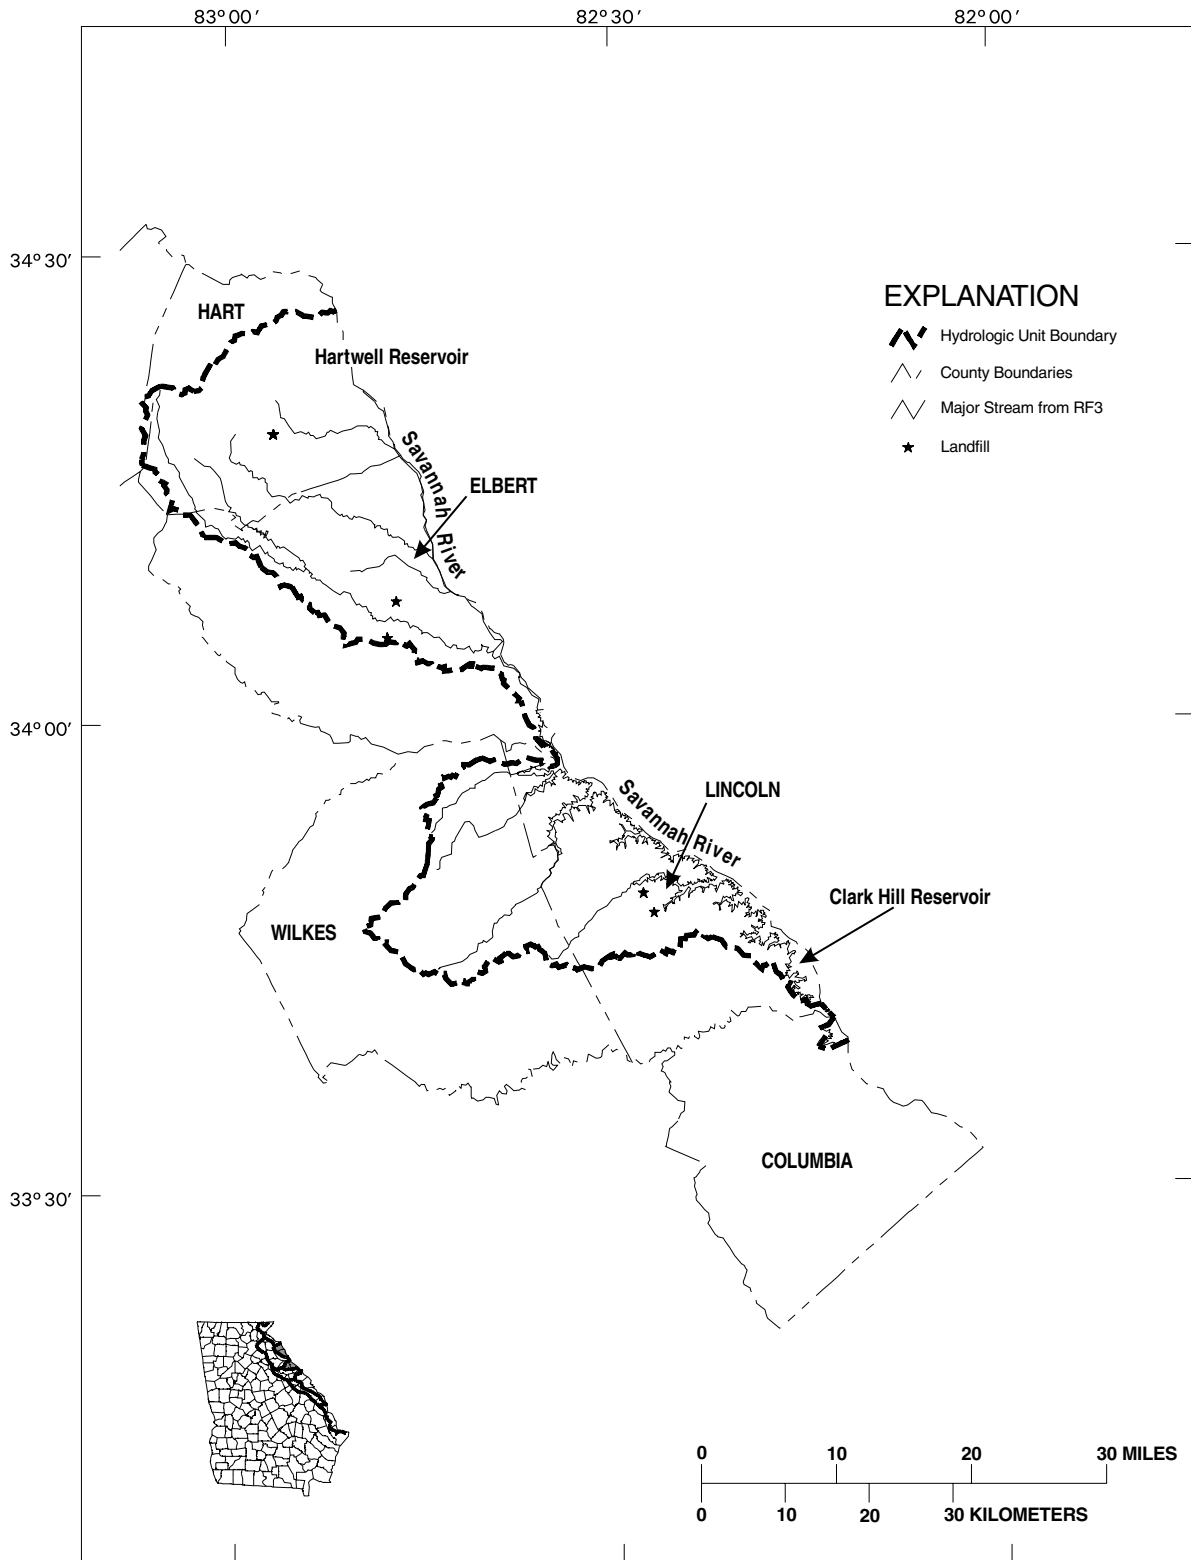 83°00′ 82°30′ 82°00′
34°30′
HART
EXPLANATION
Hydrologic Unit Boundary
Hartwell Reservoir
County Boundaries
Major Stream from RF3
Landfill
Savannah River
ELBERT
34°00′
Savannah River
LINCOLN
Clark Hill Reservoir
WILKES
COLUMBIA
33°30′
0 10 20 30 MILES
0 10 20 30 KILOMETERS